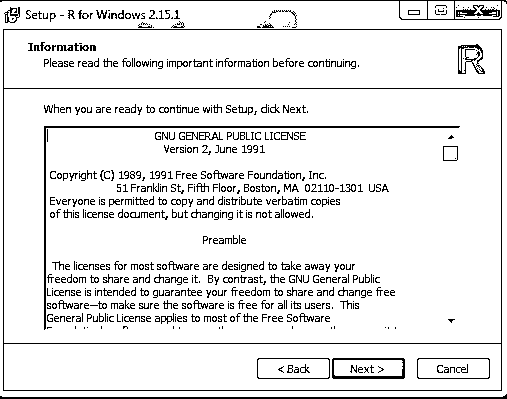 Setup - R for Windows 2.15.1
Information
Please read the following important information before continuing.
R
When you are ready to continue with Setup, click Next.
GNU GENERAL PUBLIC LICENSE
Version 2, June 1991
Copyright (C) 1989, 1991 Free Software Foundation, Inc.
51 Franklin St, Fifth Floor, Boston, MA 02110-1301 USA
Everyone is permitted to copy and distribute verbatim copies
of this license document, but changing it is not allowed.
Preamble
The licenses for most software are designed to take away your
freedom to share and change it. By contrast, the GNU General Public
License is intended to guarantee your freedom to share and change free
software--to make sure the software is free for all its users. This
General Public License applies to most of the Free Software
< Back Next > Cancel